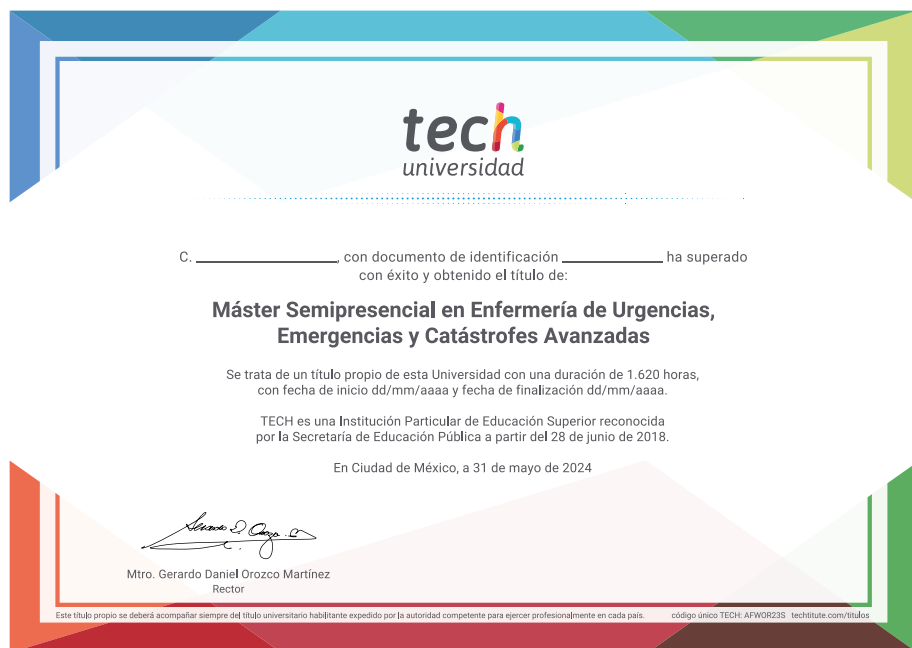 tech
universidad
C. ____________________, con documento de identificación ______________ ha superado
con éxito y obtenido el título de:
Máster Semipresencial en Enfermería de Urgencias,
Emergencias y Catástrofes Avanzadas
Se trata de un título propio de esta Universidad con una duración de 1.620 horas,
con fecha de inicio dd/mm/aaaa y fecha de finalización dd/mm/aaaa.
TECH es una Institución Particular de Educación Superior reconocida
por la Secretaría de Educación Pública a partir del 28 de junio de 2018.
En Ciudad de México, a 31 de mayo de 2024
Mtro. Gerardo Daniel Orozco Martínez
Rector
Este título propio se deberá acompañar siempre del título universitario habilitante expedido por la autoridad competente para ejercer profesionalmente en cada país. código único TECH: AFWOR23S techtitute.com/titulos